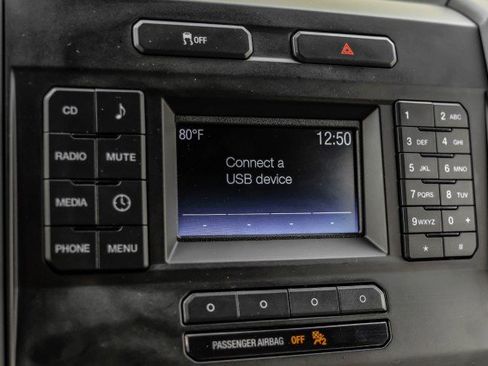 OFF
CD
RADIO MUTE
MEDIA
PHONE MENU
80°F 12:50
Connect a
USB device
- - - -
1 2 ABC
3 DEF 4 GHI
5 JKL 6 MNO
7 PQRS 8 TUV
9 WXYZ 0 +
* #
PASSENGER AIRBAG OFF 2